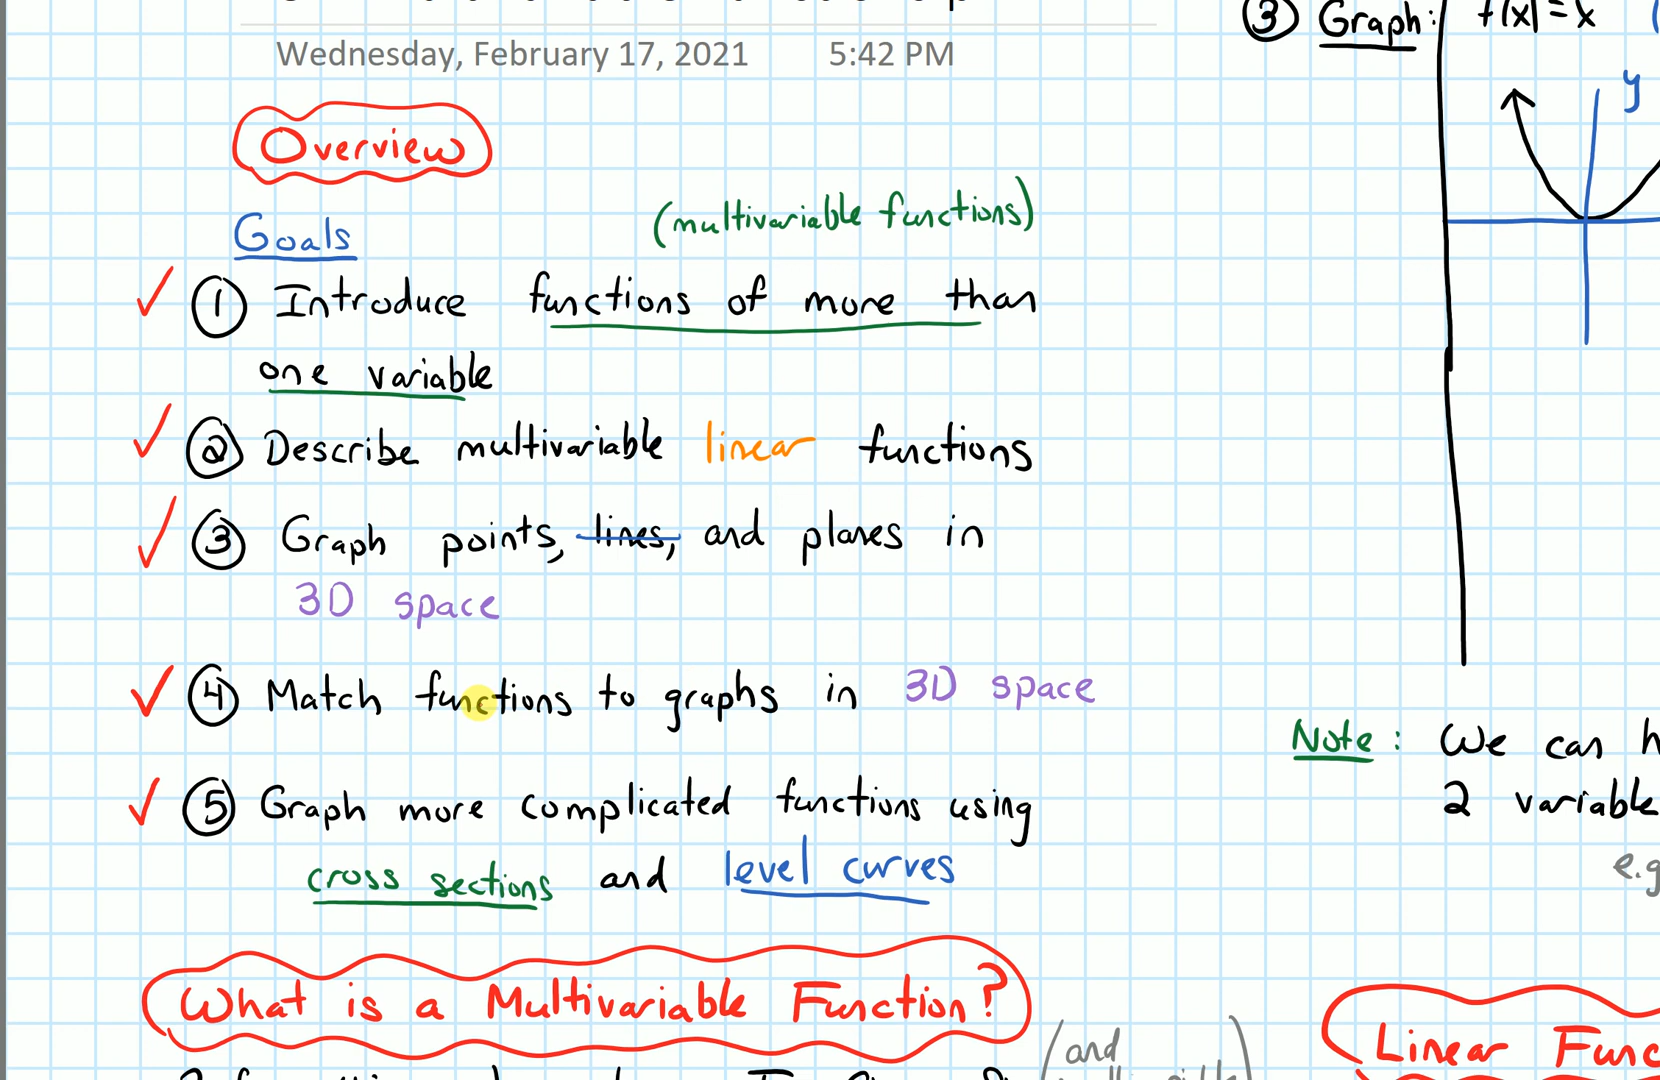 Wednesday, February 17, 2021 5:42 PM
Overview
Goals
(multivariable functions)
✓ ① Introduce functions of more than
one variable
✓ ② Describe multivariable linear functions
✓ ③ Graph points, lines, and planes in
3D space
✓ ④ Match functions to graphs in 3D space
✓ ⑤ Graph more complicated functions using
cross sections and level curves
What is a Multivariable Function?
(and
③ Graph: f(x) = x
y
Note: We can h
2 variable
e.g
Linear Func